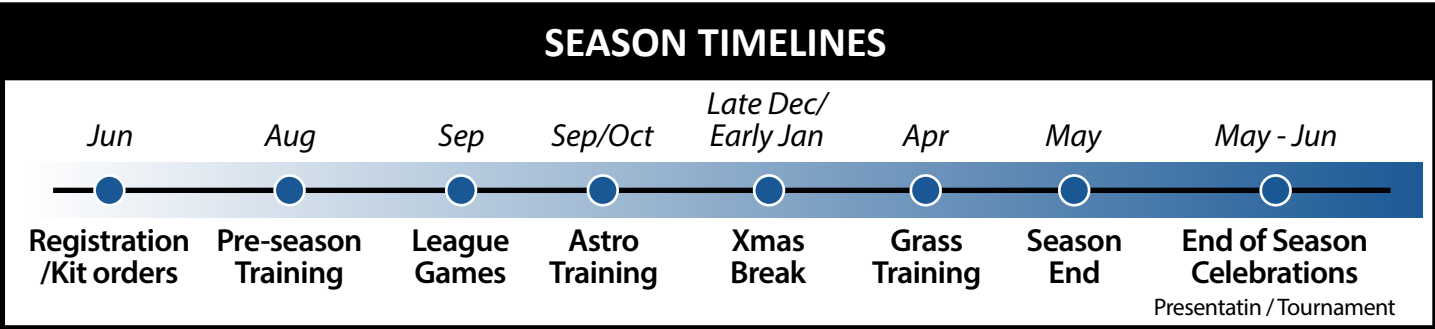 SEASON TIMELINES
Late Dec/
Jun Aug Sep Sep/Oct Early Jan Apr May May - Jun
Registration Pre-season League Astro Xmas Grass Season End of Season
/Kit orders Training Games Training Break Training End Celebrations
Presentatin / Tournament